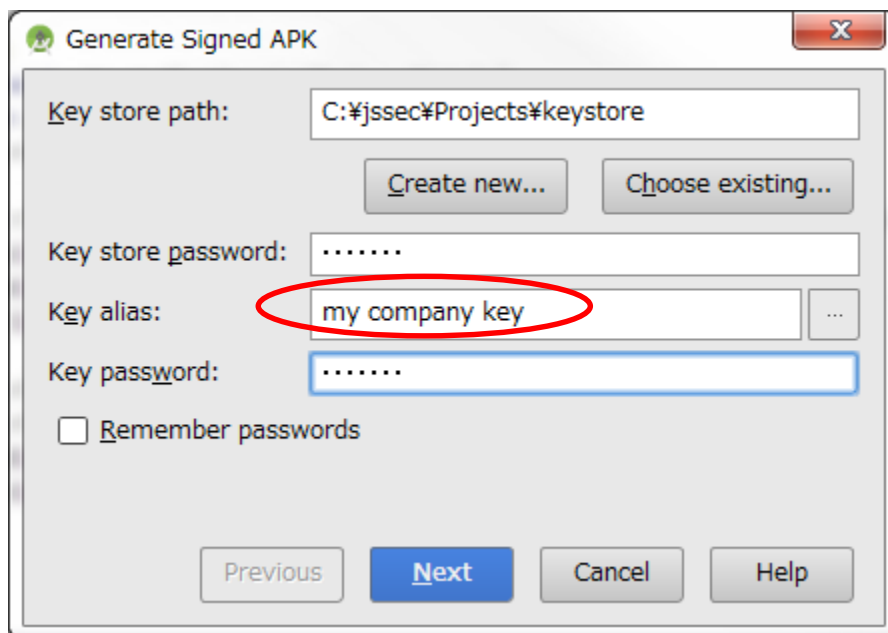 Generate Signed APK
Key store path: C:¥jssec¥Projects¥keystore
Create new... Choose existing...
Key store password: ·······
Key alias: my company key ...
Key password: ·······
Remember passwords
Previous Next Cancel Help